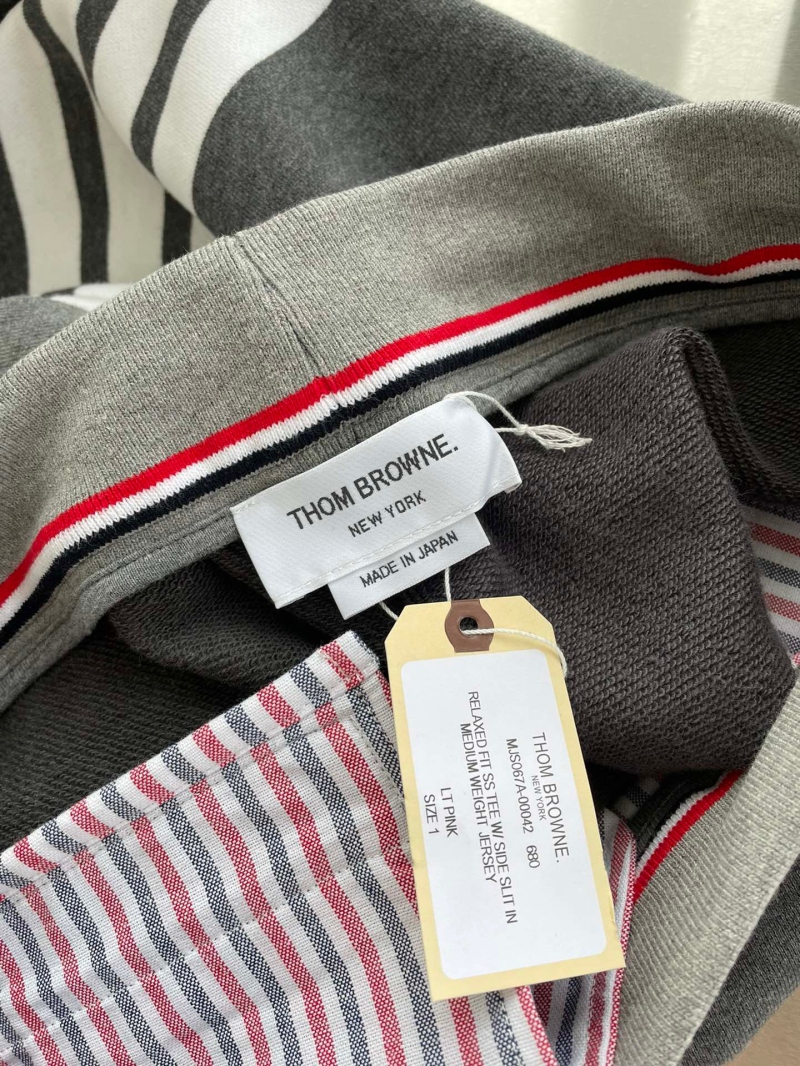 THOM BROWNE.
NEW YORK
MADE IN JAPAN
THOM BROWNE.
NEW YORK
MJS067A-00042 680
RELAXED FIT SS TEE W/ SIDE SLIT IN
MEDIUM WEIGHT JERSEY
LT PINK
SIZE 1